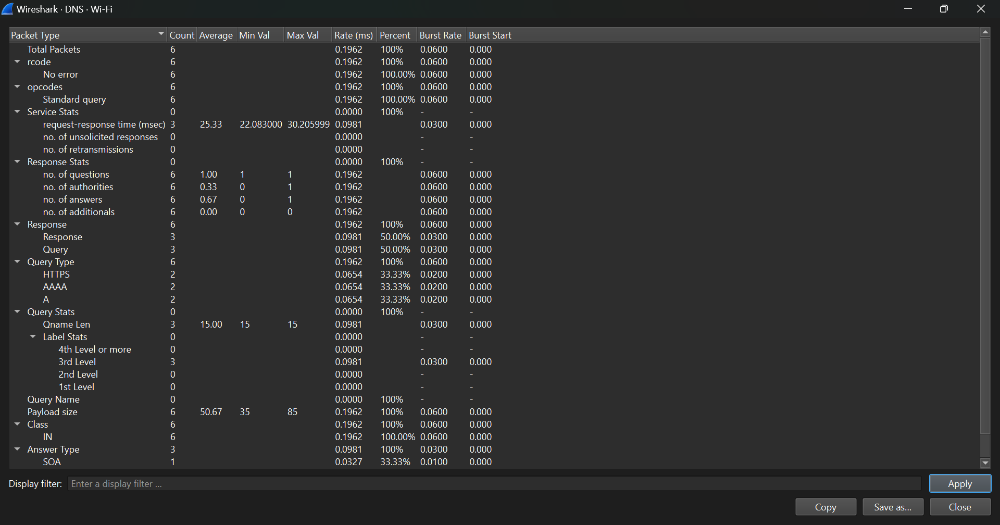 Wireshark · DNS · Wi-Fi
Packet Type Count Average Min Val Max Val Rate (ms) Percent Burst Rate Burst Start
Total Packets 6 0.1962 100% 0.0600 0.000
rcode 6 0.1962 100% 0.0600 0.000
No error 6 0.1962 100.00% 0.0600 0.000
opcodes 6 0.1962 100% 0.0600 0.000
Standard query 6 0.1962 100.00% 0.0600 0.000
Service Stats 0 0.0000 100% - -
request-response time (msec) 3 25.33 22.083000 30.205999 0.0981 0.0300 0.000
no. of unsolicited responses 0 0.0000 - -
no. of retransmissions 0 0.0000 - -
Response Stats 0 0.0000 100% - -
no. of questions 6 1.00 1 1 0.1962 0.0600 0.000
no. of authorities 6 0.33 0 1 0.1962 0.0600 0.000
no. of answers 6 0.67 0 1 0.1962 0.0600 0.000
no. of additionals 6 0.00 0 0 0.1962 0.0600 0.000
Response 6 0.1962 100% 0.0600 0.000
Response 3 0.0981 50.00% 0.0300 0.000
Query 3 0.0981 50.00% 0.0300 0.000
Query Type 6 0.1962 100% 0.0600 0.000
HTTPS 2 0.0654 33.33% 0.0200 0.000
AAAA 2 0.0654 33.33% 0.0200 0.000
A 2 0.0654 33.33% 0.0200 0.000
Query Stats 0 0.0000 100% - -
Qname Len 3 15.00 15 15 0.0981 0.0300 0.000
Label Stats 0 0.0000 - -
4th Level or more 0 0.0000 - -
3rd Level 3 0.0981 0.0300 0.000
2nd Level 0 0.0000 - -
1st Level 0 0.0000 - -
Query Name 0 0.0000 100% - -
Payload size 6 50.67 35 85 0.1962 100% 0.0600 0.000
Class 6 0.1962 100% 0.0600 0.000
IN 6 0.1962 100.00% 0.0600 0.000
Answer Type 3 0.0981 100% 0.0300 0.000
SOA 1 0.0327 33.33% 0.0100 0.000
Display filter: Enter a display filter ... Apply
Copy Save as... Close